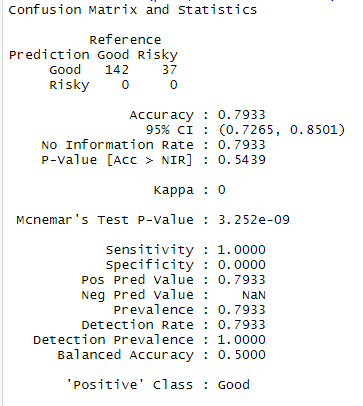 Confusion Matrix and Statistics
Reference
Prediction Good Risky
Good 142 37
Risky 0 0
Accuracy : 0.7933
95% CI : (0.7265, 0.8501)
No Information Rate : 0.7933
P-Value [Acc > NIR] : 0.5439
Kappa : 0
Mcnemar's Test P-Value : 3.252e-09
Sensitivity : 1.0000
Specificity : 0.0000
Pos Pred Value : 0.7933
Neg Pred Value : NaN
Prevalence : 0.7933
Detection Rate : 0.7933
Detection Prevalence : 1.0000
Balanced Accuracy : 0.5000
'Positive' Class : Good